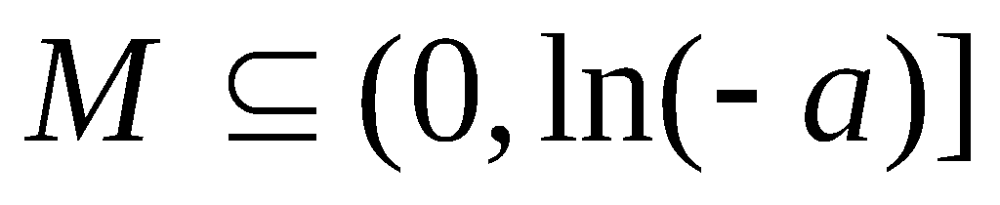 M ⊆ (0, ln(- a)]